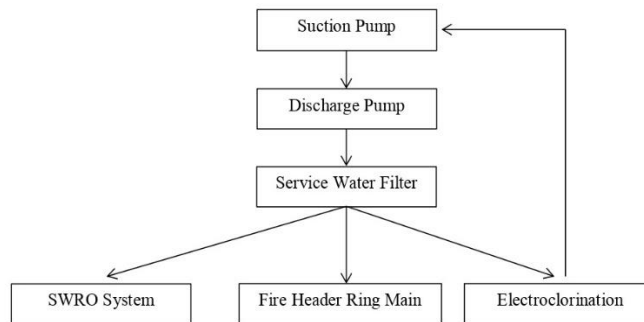 Suction Pump
Discharge Pump
Service Water Filter
SWRO System
Fire Header Ring Main
Electroclorination